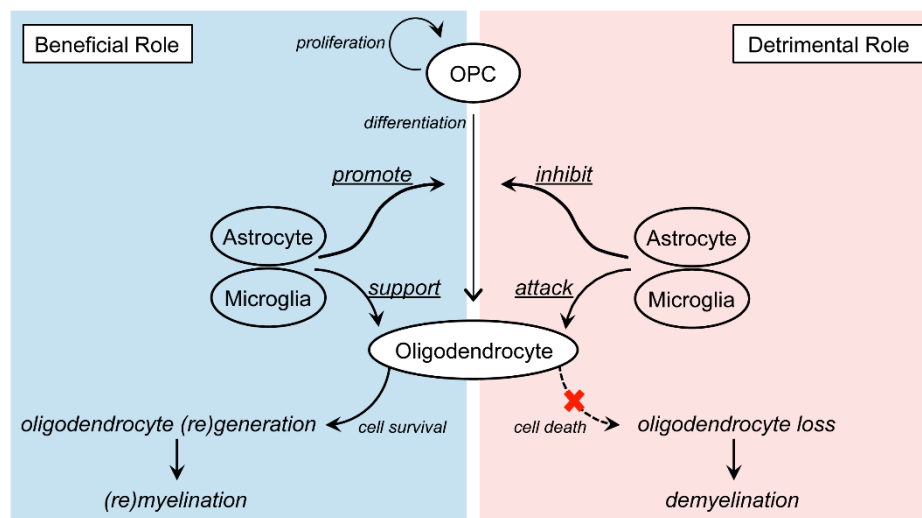 Beneficial Role
Detrimental Role
proliferation
OPC
differentiation
promote
inhibit
Astrocyte
Astrocyte
Microglia
Microglia
support
attack
Oligodendrocyte
oligodendrocyte (re)generation
cell survival
cell death
oligodendrocyte loss
(re)myelination
demyelination